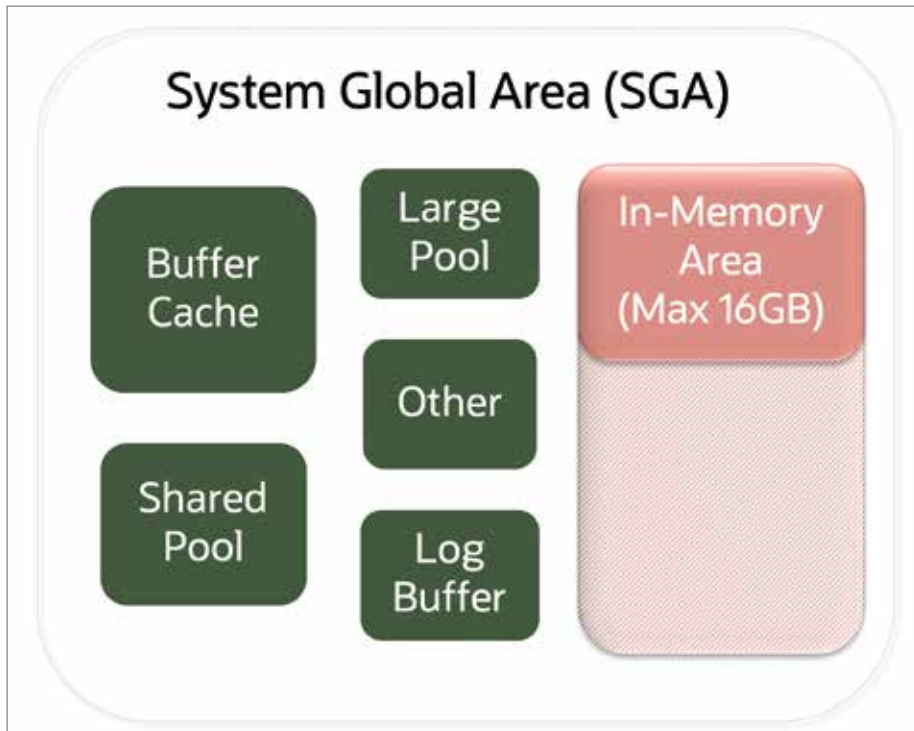 System Global Area (SGA)
Buffer
Cache
Shared
Pool
Large
Pool
Other
Log
Buffer
In-Memory
Area
(Max 16GB)